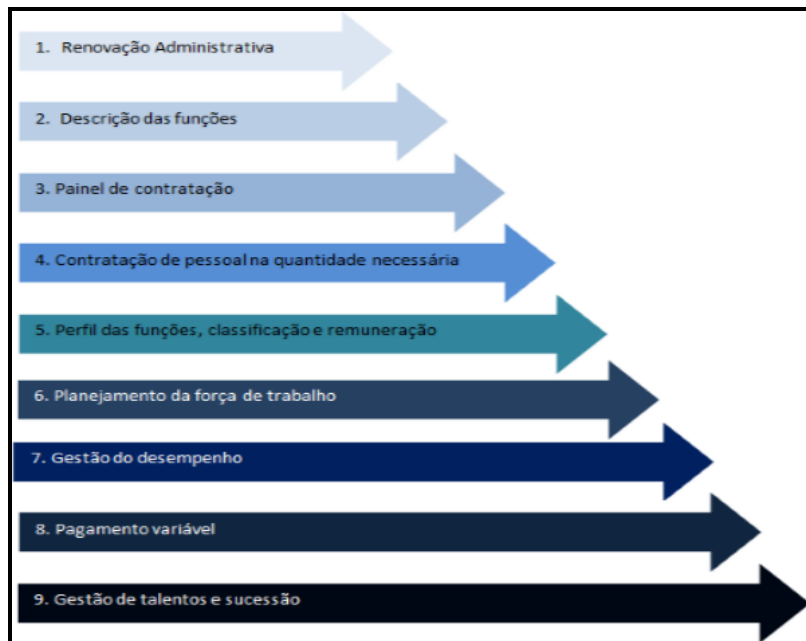 1. Renovação Administrativa
2. Descrição das funções
3. Painel de contratação
4. Contratação de pessoal na quantidade necessária
5. Perfil das funções, classificação e remuneração
6. Planejamento da força de trabalho
7. Gestão do desempenho
8. Pagamento variável
9. Gestão de talentos e sucessão